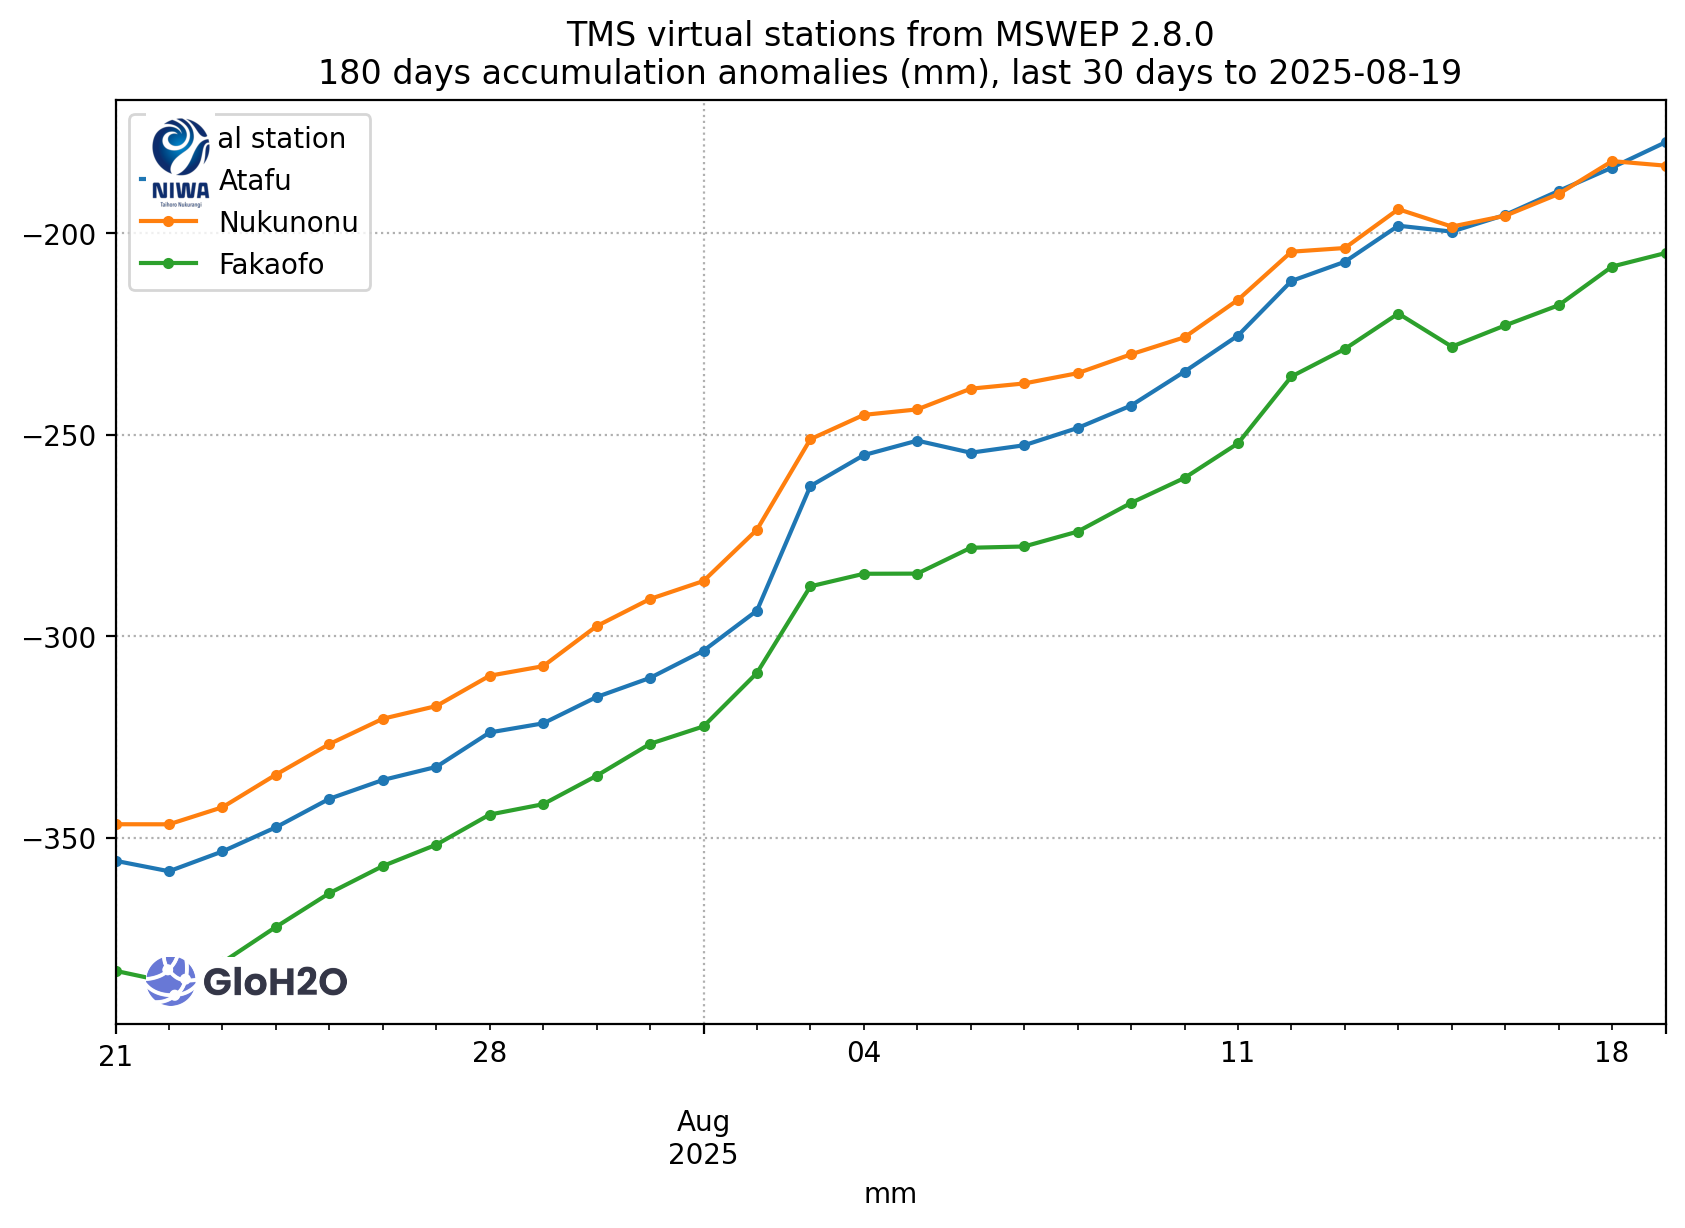 TMS virtual stations from MSWEP 2.8.0
180 days accumulation anomalies (mm), last 30 days to 2025-08-19
al station
NIWA
Taihoro Nukurangi
Atafu
Nukunonu
Fakaofo
−200
−250
−300
−350
GloH2O
21
28
04
11
18
Aug
2025
mm